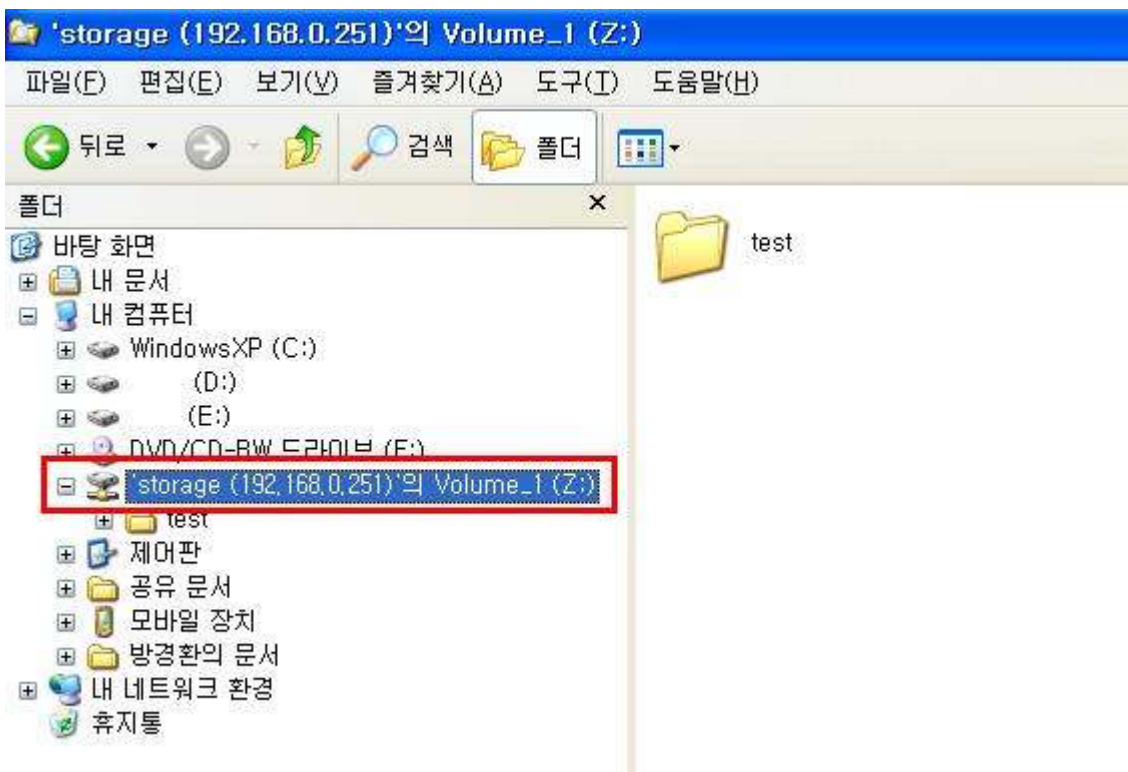 'storage (192.168.0.251)'의 Volume_1 (Z:)
파일(F) 편집(E) 보기(V) 즐겨찾기(A) 도구(T) 도움말(H)
뒤로 검색 폴더
폴더
바탕 화면
내 문서
내 컴퓨터
WindowsXP (C:)
(D:)
(E:)
DVD/CD-RW 드라이브 (F:)
'storage (192.168.0.251)'의 Volume_1 (Z:)
test
제어판
공유 문서
모바일 장치
방경환의 문서
내 네트워크 환경
휴지통
test